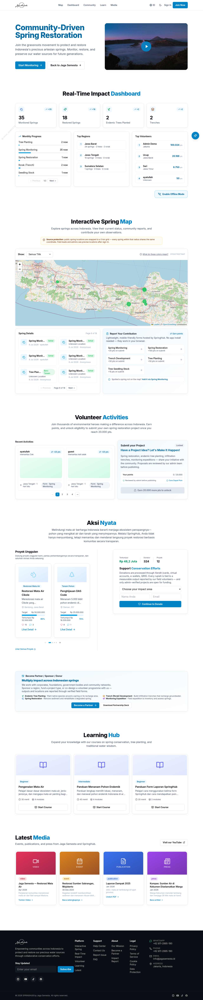 Jaga Semesta
Map
Dashboard
Community
Learn
Media
ID
Sign In
Join Now
Community-Driven
Spring Restoration
Join the grassroots movement to protect and restore
Indonesia's precious artesian springs. Monitor, restore, and
preserve our water sources for future generations.
Start Monitoring →
Back to Jaga Semesta →
Real-Time Impact Dashboard
+35
35
Monitored Springs
+18
18
Restored Springs
+2
2
Endemic Trees Planted
+2
2
Trenches
@JAGA_SEMESTA
Monthly Progress
Tree Planting
2 now
Spring Monitoring
35 now
Spring Restoration
1 now
Rorak (Trench)
2 now
Seedling Stock
1 now
← Previous
1/2
Next →
Top Regions
1
Jawa Barat
24 springs · 2 trees · 2 rorak
2
Jawa Tengah
10 springs · 0 trees · 0 rorak
3
Sumatera Selatan
1 springs · 0 trees · 0 rorak
Top Volunteers
1
Admin Demo
Jakarta
100.024 pts
2
Ucup
Jawa Barat
20.168 pts
3
Sari
Jawa Timur
8.750 pts
4
ayatullah
Unknown
50 pts
Enable Offline Mode
Interactive Spring Map
Explore springs across Indonesia. View their current status, community reports, and
contribute your own observations.
Source protection: public spring locations are snapped to a 5 km grid — every spring within that radius shares the same
coordinate. Field leads and admins see precise locations after sign-in.
Show:
Semua Titik
What do these colors mean?
OPENSTREETMAP
+
−
Jakarta
Depok
Bogor
Indramayu
Bandung
Majalengka
Kuningan
Garut
Tasikmalaya
Pangandaran
Tegal
Pekalongan
Purwokerto
Jawa
Semarang
Magelang
Yogyakarta
Surakarta
Jepara
Kudus
Purwodadi
Ngawi
Madiun
Leaflet | © OpenStreetMap contributors
Spring Details
Page 6 of 18
Spring Monit...
Sehat
9 Jul 2026 · ayatullah
Spring Monit...
Sehat
Unknown Location
9 Jul 2026 · Anonymous
Spring Monit...
Sehat
8 Jul 2026 · ayatullah
Spring Monit...
Sehat
Unknown Location
8 Jul 2026 · Anonymous
Tree Plan...
Baru
Tanam
Unknown Location
8 Jul 2026 · Anonymous
Spring Monit...
Sehat
Unknown Location
8 Jul 2026 · Anonymous
← Previous
Page 6 of 18
Next →
Report Your Contribution
Earn points
Lightweight, mobile-friendly forms hosted by SpringHub. No app install
needed — they work in your browser.
Spring Monitoring
+25 pts on submit
Spring Restoration
+100 pts on submit
Trench Development
+50 pts on submit
Tree Planting
+50 pts on submit
Tree Seedling Stock
+15 pts on submit
Spotted a spring not on the map? Add it via Spring Monitoring.
Volunteer Activities
Join thousands of environmental heroes making a difference across Indonesia. Earn
points, and unlock eligibility to submit your own spring restoration project once you
reach 20.000 pts.
Recent Activities
ayatullah
memantau Cek
+25 pts
Jawa Tengah · 1
hari lalu
Form · Spring
Monitoring
guest
memantau kali salak
+25 pts
Jawa Tengah · 1
hari lalu
Form · Spring
Monitoring
←
1
2
3
4
→
Submit your Project
Locked
Have a Project Idea? Let's Make It Happen!
Spring restoration, endemic tree planting, infiltration
trenches, monitoring expeditions — share your initiative with
the community. Proposals are reviewed by our admin team
before publishing.
Your points
0 / 20.000
Reviewed by admin before publishing
Cara Dapat Poin
Earn 20.000 more pts to unlock
Aksi Nyata
Melindungi mata air berharga Indonesia berarti menjaga ekosistem penopangnya—
pohon yang mengikat air dan tanah yang menyimpannya. Melalui SpringHub, Anda tidak
hanya menyumbang, tetapi memantau dan mendanai langsung proyek restorasi berbasis
komunitas secara transparan.
Proyek Unggulan
Dukung proyek unggulan kami, pantau perkembangannya secara transparan, dan
salurkan donasi Anda sekarang.
Restorasi Mata Air
Restorasi Mata Air
Cikole
Merestorasi mata air
Cikole yang...
Bandung, Jawa Barat
Target
Rp 50.000.000
Terkumpul Rp
32.500.000
65%
15
3
Lihat Detail →
Tanam Pohon
Penghijauan DAS
Code
Menanam 5.000 bibit
pohon endemic di...
Sleman, DIY
Target
Rp 25.000.000
Terkumpul Rp
18.200.000
73%
8
1
Lihat Detail →
←
→
Lihat Semua Proyek
Terkumpul
Rp 48,2 Juta
Donatur
324
Proyek
12
Support Conservation Efforts
Donations are processed through Xendit (cards, virtual
accounts, e-wallets, QRIS). Every rupiah is tied to a
measurable output reported by our field volunteers — and
only admin-verified projects are open for funding.
Choose your impact area
Nama Anda
Email
Continue to Donate
Become Partner / Sponsor / Donor
Multiply impact across Indonesian springs
We work with corporates, foundations, government bodies and community networks.
Sponsor a region, fund a project type, or co-design a volunteer programme with us —
outputs and locations are reported through verified field forms.
Endemic Tree Planting · Plant native species around a spring or its recharge area.
Trench (Rorak) Development · Build infiltration trenches that recharge groundwater.
Spring Restoration · Remove sediment and rehabilitate a degraded spring.
Monitoring Expedition · Field expedition to inventory and assess springs.
Become a Partner →
Download Partnership Deck
Learning Hub
Expand your knowledge with our courses on spring conservation, tree planting, and
traditional water wisdom.
Beginner
Pengenalan Mata Air
Pelajari dasar-dasar ekosistem mata air, jenis-
jenisnya, dan mengapa mata air penting bagi...
30 menit
4 modules
Start Course
Intermediate
Panduan Menanam Pohon Endemik
Panduan lengkap memilih lokasi, menanam,
dan merawat pohon endemik Indonesia di ar...
45 menit
4 modules
Start Course
Beginner
Panduan Form Laporan SpringHub
Pelajari cara menggunakan kelima form
SpringHub dan cara mendapatkan poin...
20 menit
2 modules
Start Course
Latest Media
Events, publications, and press from Jaga Semesta and SpringHub.
Visit our YouTube
VIDEO
video
Jaga Semesta — Restorasi Mata
Air
Apr 2026
Perjalanan komunitas merestorasi
mata air dari Bali sampai Madura.
Tonton Video →
EVENT
event
Restorasi Sumber Sabrangan,
Mojokerto
30 Des 2025
Kegiatan kolektif membersihkan
sedimen dan menanam ribuan bibit...
Baca selengkapnya →
PUBLICATION
publication
Laporan Dampak 2025
Jan 2026
200+ mata air terlindungi di tujuh
provinsi.
Unduh PDF →
PRESS
press
Kompas: Sumber Air di
Kebumen Diselamatkan Warga
Jan 2026
Warga Kebumen menolak tambang
dan menjaga 28 titik mata air karst.
Baca artikel →
Jaga Semesta
Empowering communities across Indonesia to
protect and restore our precious water sources
through collaborative conservation efforts.
Stay Updated
Enter your email
Subscribe
Platform
Interactive
Spring
Real-Time
Impact
Volunteer
Learning
Latest
Support
Help Center
Contact Us
Report Issue
FAQ
About
Our Mission
Become a
Partner
Impact
Report
Legal
Privacy
Policy
Terms of
Service
Cookie
Policy
Data
Protection
WHATSAPP
+62 811-2995-190
PHONE
+62 811-2995-190
EMAIL
info@jagasemesta.id
ADDRESS
Jakarta, Indonesia
© 2026 SPRINGHUB by Jaga Semesta. All rights reserved.